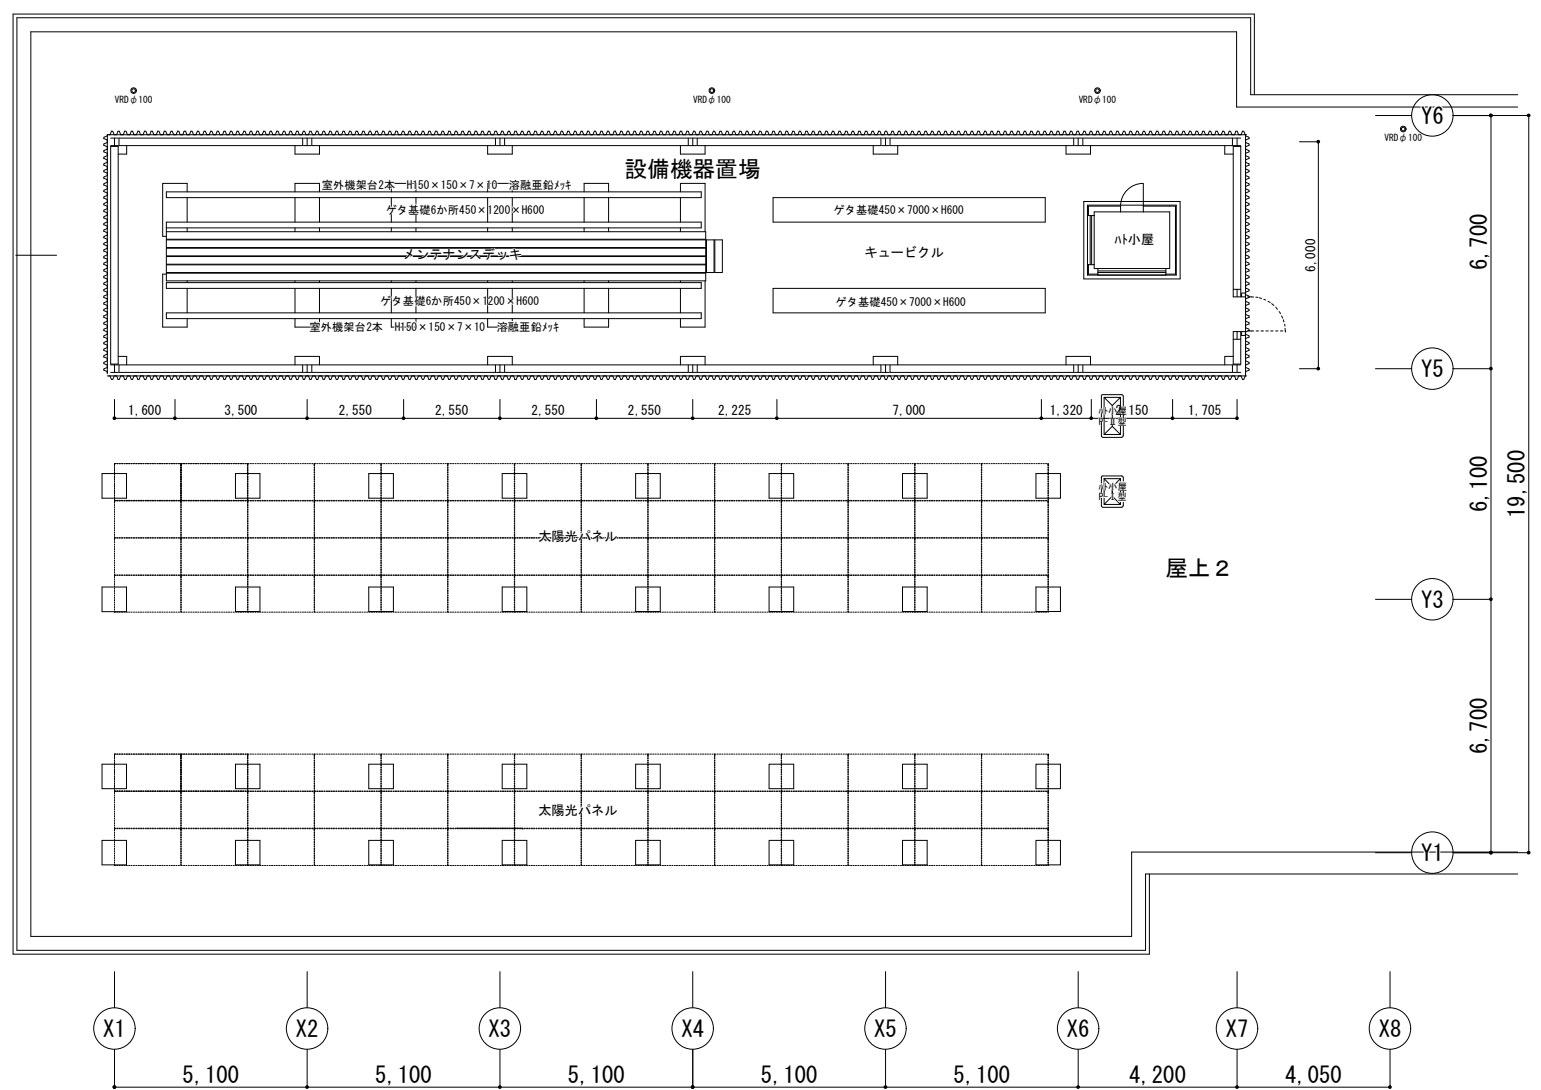 VRDφ100
VRDφ100
VRDφ100
Y6
VRDφ100
設備機器置場
室外機架台2本 H150×150×7×10 溶融亜鉛メッキ
ゲタ基礎6か所450×1200×H600
ゲタ基礎450×7000×H600
ハト小屋
メンテナンスデッキ
キュービクル
6,000
6,700
ゲタ基礎6か所450×1200×H600
ゲタ基礎450×7000×H600
室外機架台2本 H150×150×7×10 溶融亜鉛メッキ
Y5
1,600
3,500
2,550
2,550
2,550
2,550
2,225
7,000
1,320
2,150
1,705
ハト小屋
6,100
19,500
ハト小屋
太陽光パネル
屋上2
Y3
6,700
太陽光パネル
Y1
X1
X2
X3
X4
X5
X6
X7
X8
5,100
5,100
5,100
5,100
5,100
4,200
4,050